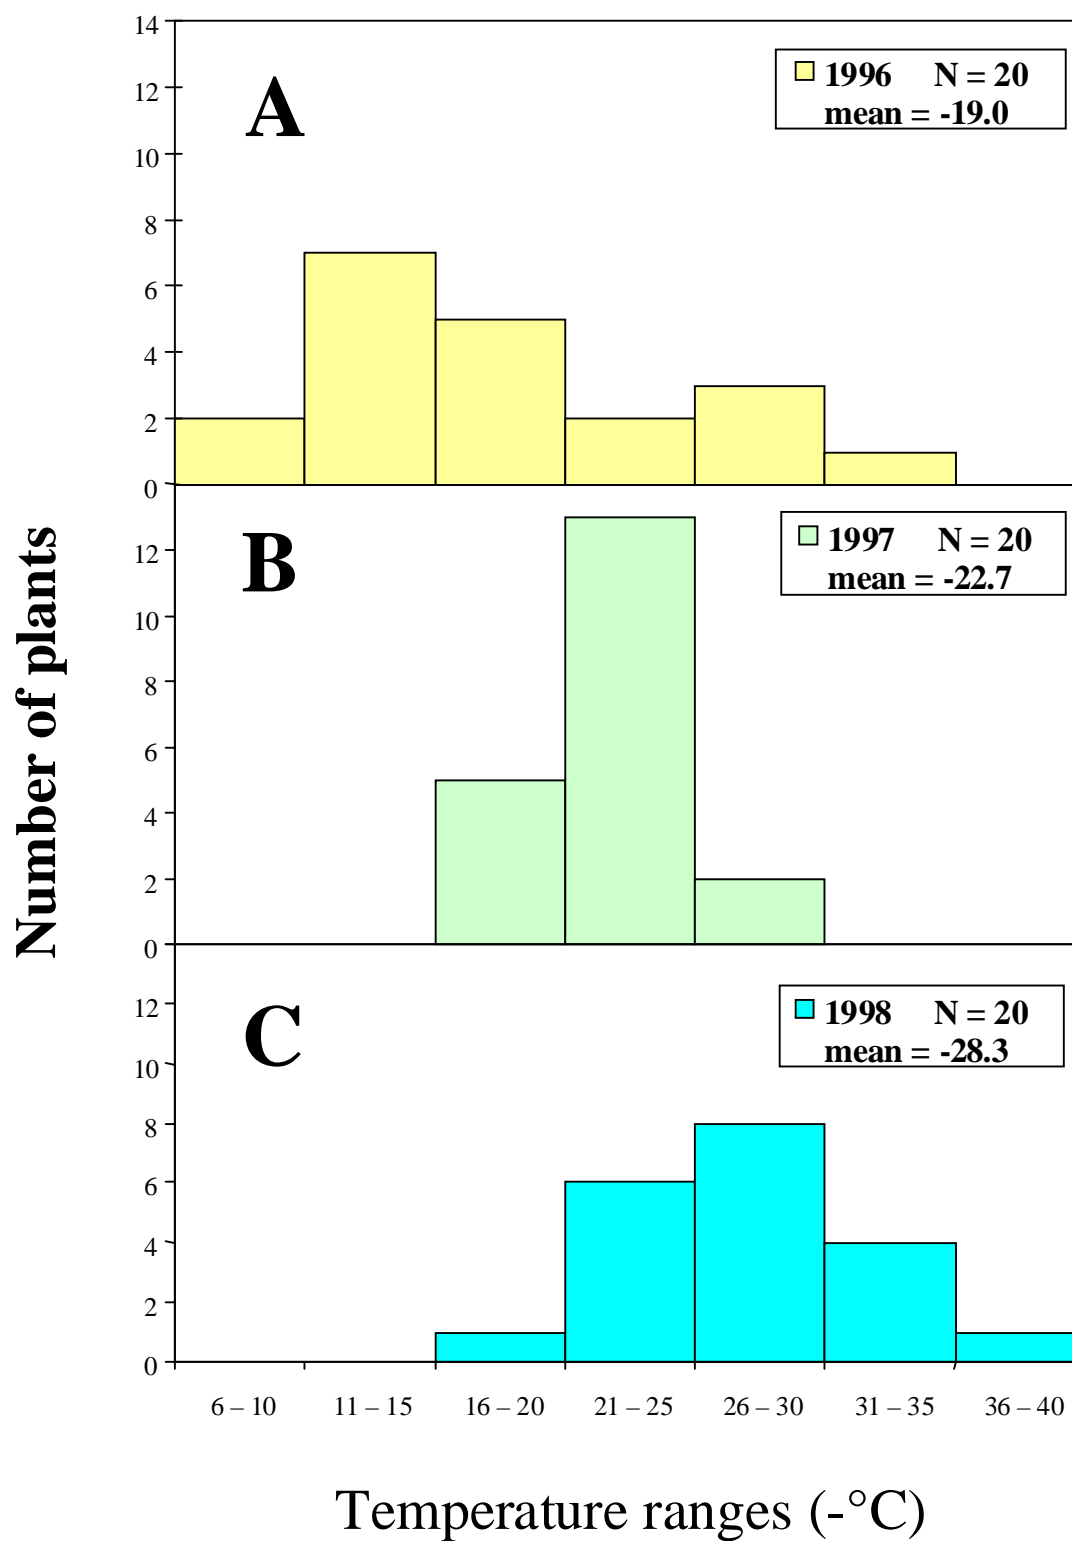 14
12
10
8
6
4
2
0
A
1996 N = 20
mean = -19.0
12
10
8
6
4
2
0
B
1997 N = 20
mean = -22.7
12
10
8
6
4
2
0
C
1998 N = 20
mean = -28.3
Number of plants
6 – 10 11 – 15 16 – 20 21 – 25 26 – 30 31 – 35 36 – 40
Temperature ranges (-°C)